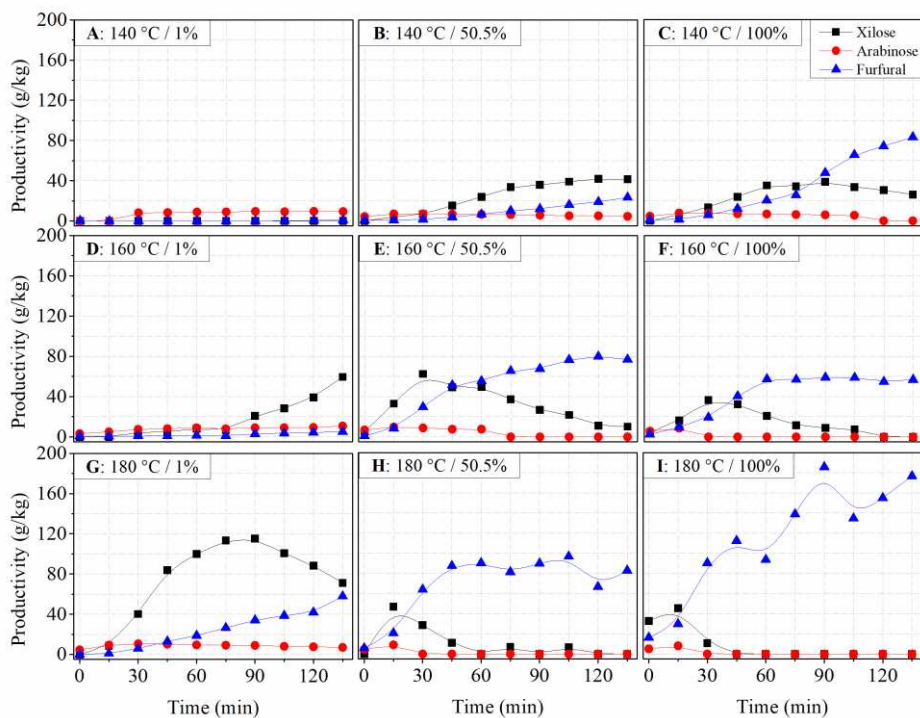 A: 140 °C / 1%
B: 140 °C / 50.5%
C: 140 °C / 100%
Xilose
Arabinose
Furfural
Productivity (g/kg)
200
160
120
80
40
0
D: 160 °C / 1%
E: 160 °C / 50.5%
F: 160 °C / 100%
Productivity (g/kg)
200
160
120
80
40
0
G: 180 °C / 1%
H: 180 °C / 50.5%
I: 180 °C / 100%
Productivity (g/kg)
200
160
120
80
40
0
0 30 60 90 120
0 30 60 90 120
0 30 60 90 120
Time (min)
Time (min)
Time (min)